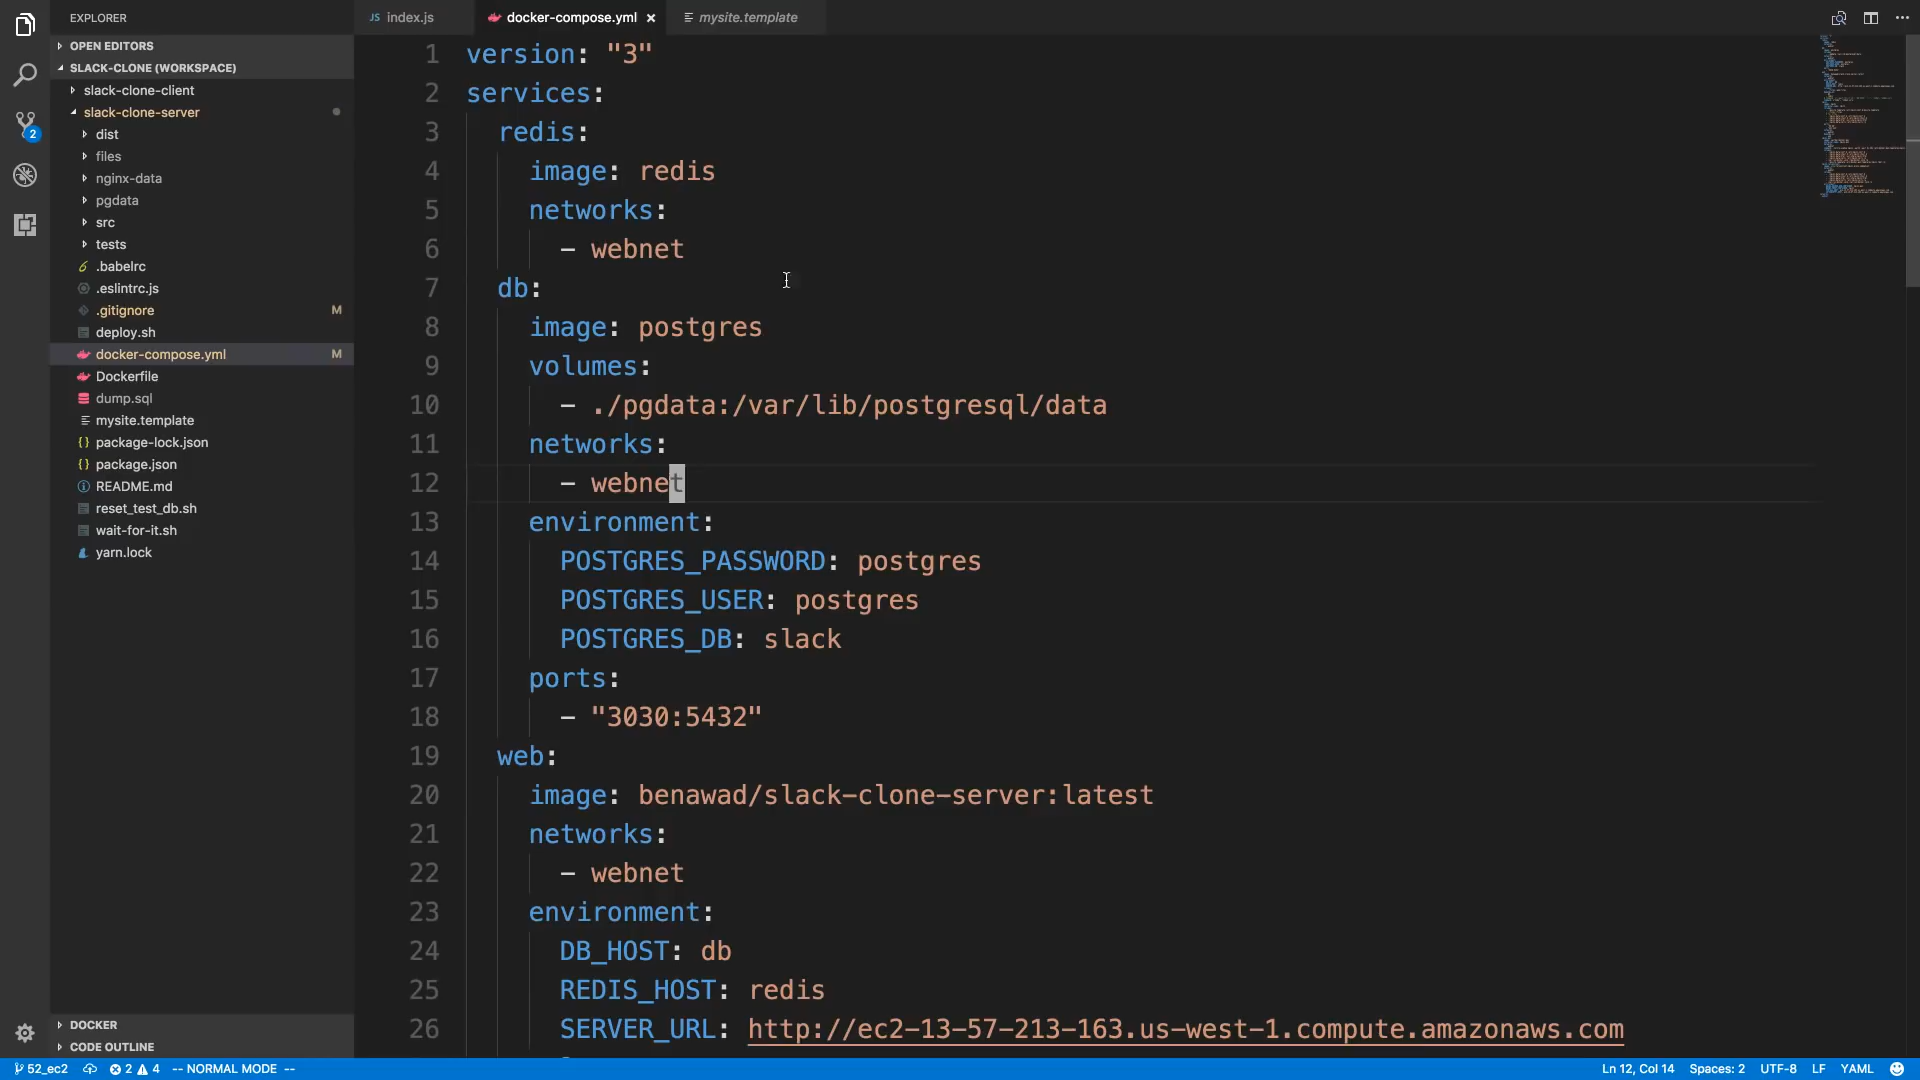 EXPLORER
OPEN EDITORS
SLACK-CLONE (WORKSPACE)
slack-clone-client
slack-clone-server
dist
files
nginx-data
pgdata
src
tests
.babelrc
.eslintrc.js
.gitignore M
deploy.sh
docker-compose.yml M
Dockerfile
dump.sql
mysite.template
package-lock.json
package.json
README.md
reset_test_db.sh
wait-for-it.sh
yarn.lock
DOCKER
CODE OUTLINE
2
JS index.js docker-compose.yml × mysite.template
1 version: "3"
2 services:
3 redis:
4 image: redis
5 networks:
6 - webnet
7 db:
8 image: postgres
9 volumes:
10 - ./pgdata:/var/lib/postgresql/data
11 networks:
12 - webnet
13 environment:
14 POSTGRES_PASSWORD: postgres
15 POSTGRES_USER: postgres
16 POSTGRES_DB: slack
17 ports:
18 - "3030:5432"
19 web:
20 image: benawad/slack-clone-server:latest
21 networks:
22 - webnet
23 environment:
24 DB_HOST: db
25 REDIS_HOST: redis
26 SERVER_URL: http://ec2-13-57-213-163.us-west-1.compute.amazonaws.com
52_ec2 2 4 -- NORMAL MODE -- Ln 12, Col 14 Spaces: 2 UTF-8 LF YAML